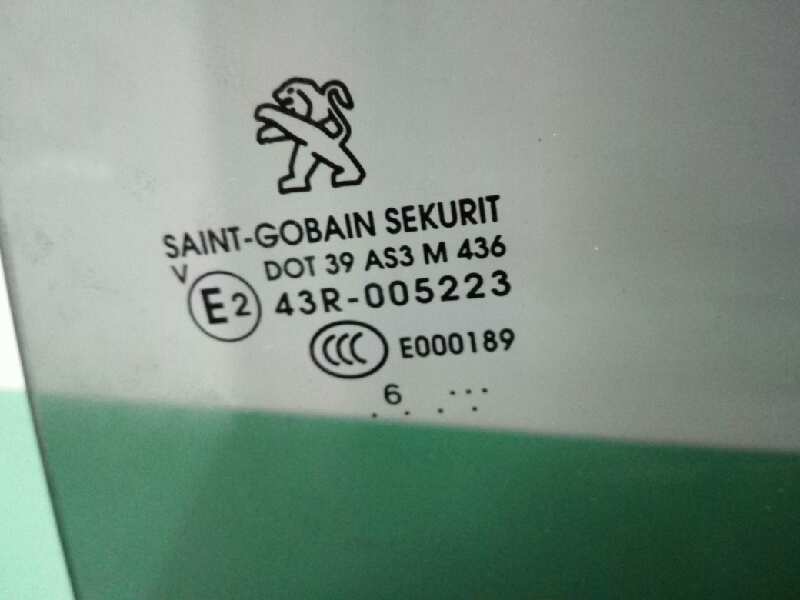 SAINT-GOBAIN SEKURIT
V DOT 39 AS3 M 436
E2 43R-005223
CCC E000189
6